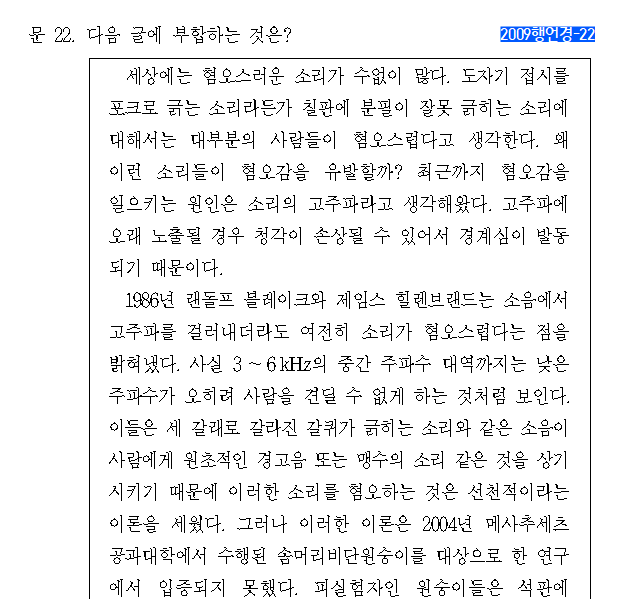 문 22. 다음 글에 부합하는 것은?
2009행언경-22
세상에는 혐오스러운 소리가 수없이 많다. 도자기 접시를
포크로 긁는 소리라든가 칠판에 분필이 잘못 긁히는 소리에
대해서는 대부분의 사람들이 혐오스럽다고 생각한다. 왜
이런 소리들이 혐오감을 유발할까? 최근까지 혐오감을
일으키는 원인은 소리의 고주파라고 생각해왔다. 고주파에
오래 노출될 경우 청각이 손상될 수 있어서 경계심이 발동
되기 때문이다.
1986년 랜돌프 블레이크와 제임스 힐렌브랜드는 소음에서
고주파를 걸러내더라도 여전히 소리가 혐오스럽다는 점을
밝혀냈다. 사실 3 ~ 6 kHz의 중간 주파수 대역까지는 낮은
주파수가 오히려 사람을 견딜 수 없게 하는 것처럼 보인다.
이들은 세 갈래로 갈라진 갈퀴가 긁히는 소리와 같은 소음이
사람에게 원초적인 경고음 또는 맹수의 소리 같은 것을 상기
시키기 때문에 이러한 소리를 혐오하는 것은 선천적이라는
이론을 세웠다. 그러나 이러한 이론은 2004년 메사추세츠
공과대학에서 수행된 솜머리비단원숭이를 대상으로 한 연구
에서 입증되지 못했다. 피실험자인 원숭이들은 석판에